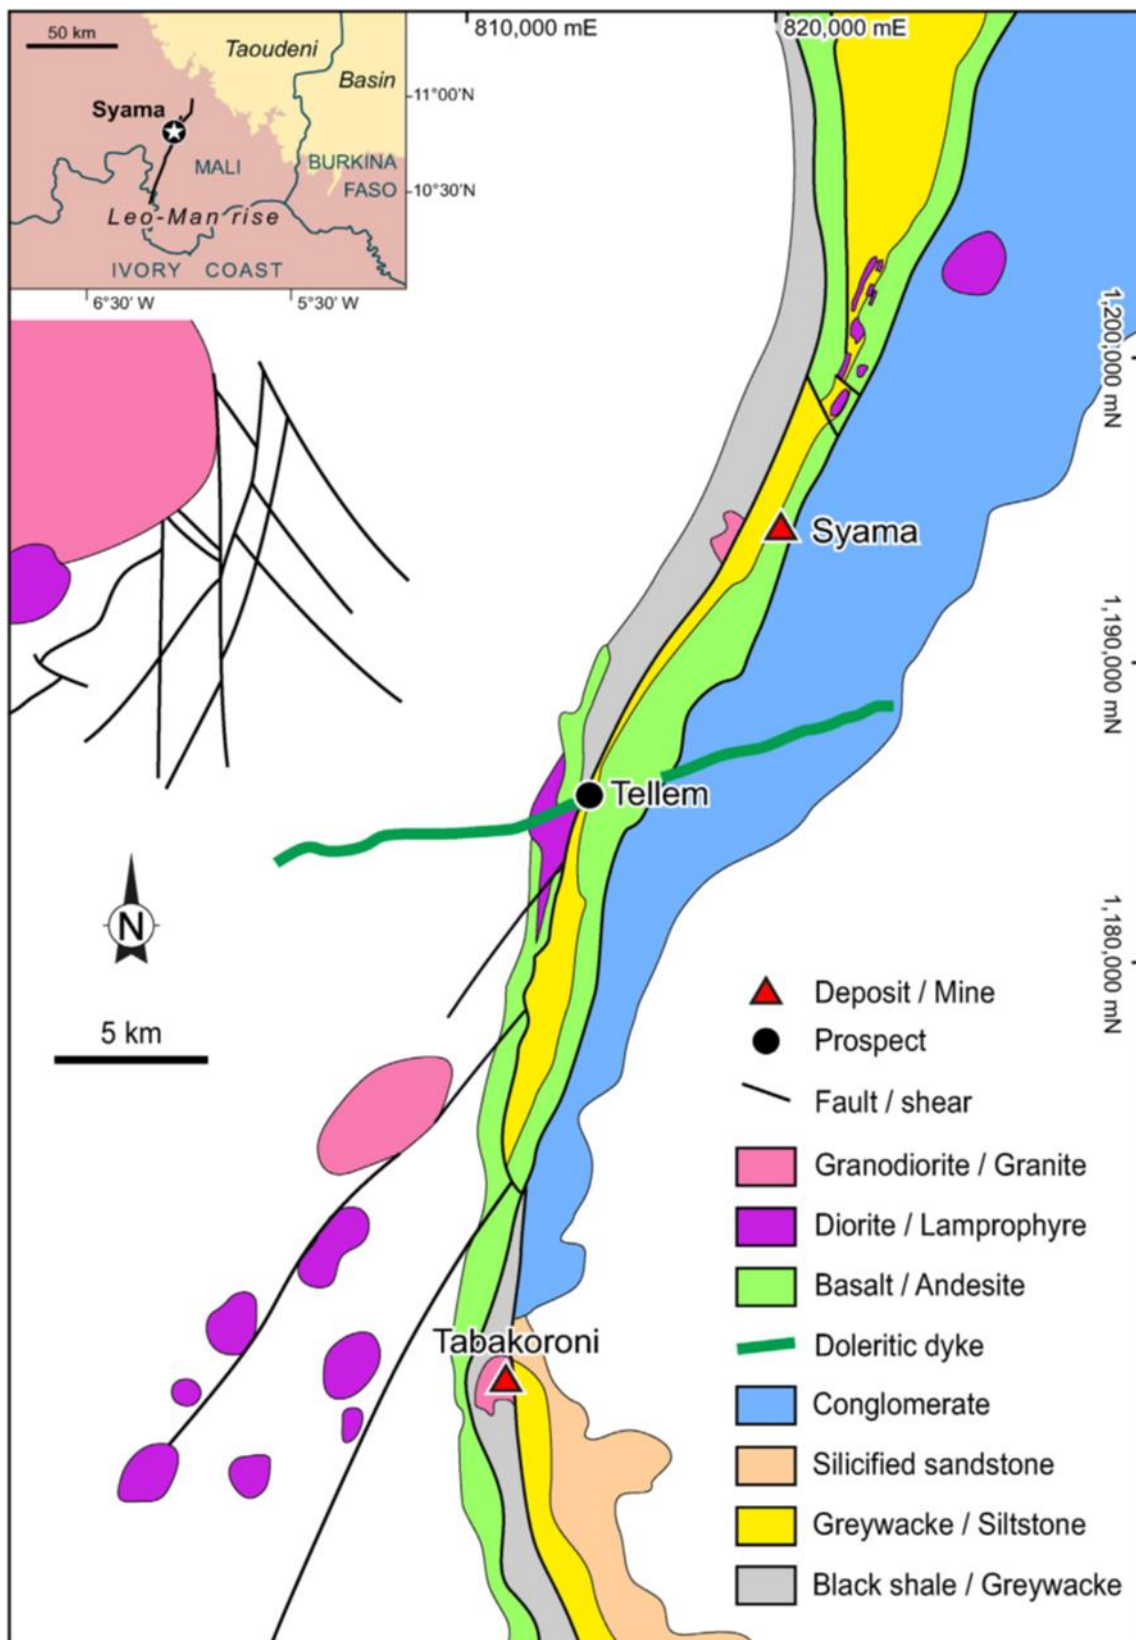 50 km
Taoudeni
Basin
11°00'N
Syama
MALI
BURKINA
FASO
10°30'N
Leo-Man rise
IVORY COAST
6°30' W
5°30' W
810,000 mE
820,000 mE
1,200,000 mN
Syama
1,190,000 mN
Tellem
N
1,180,000 mN
5 km
Deposit / Mine
Prospect
Fault / shear
Granodiorite / Granite
Diorite / Lamprophyre
Basalt / Andesite
Doleritic dyke
Tabakoroni
Conglomerate
Silicified sandstone
Greywacke / Siltstone
Black shale / Greywacke